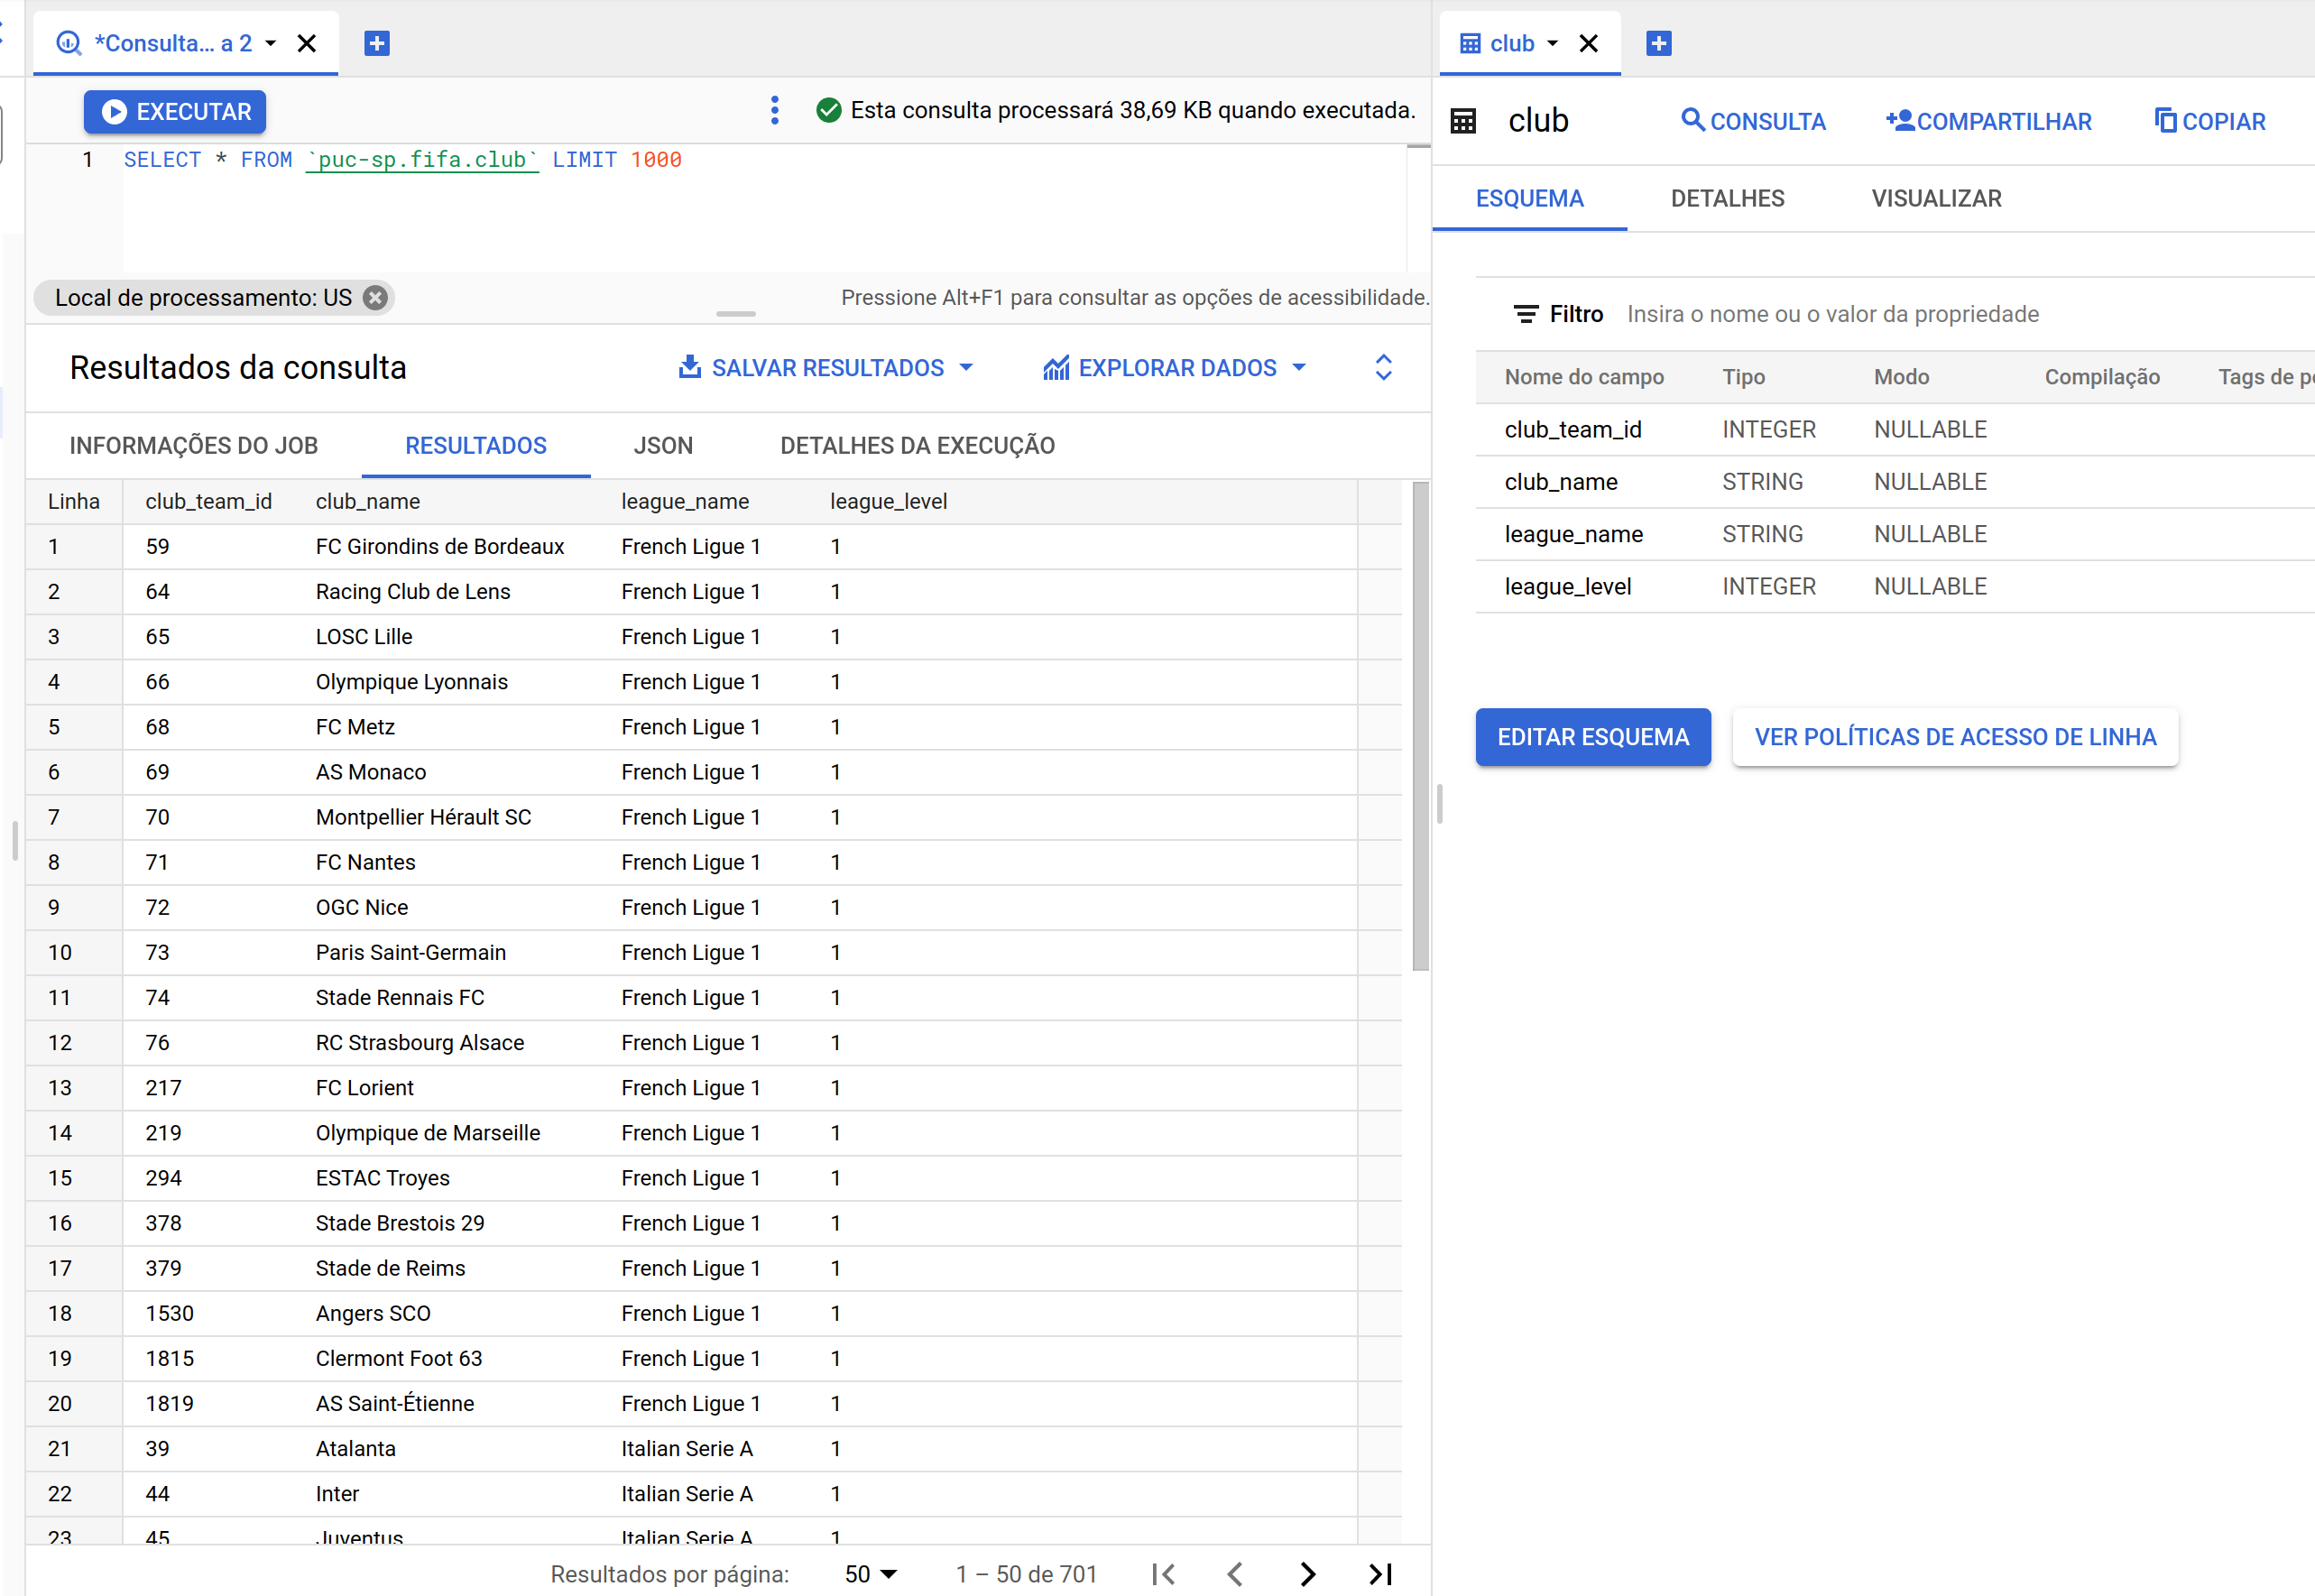 *Consulta... a 2
EXECUTAR
Esta consulta processará 38,69 KB quando executada.
1 SELECT * FROM `puc-sp.fifa.club` LIMIT 1000
Local de processamento: US
Pressione Alt+F1 para consultar as opções de acessibilidade.
Resultados da consulta
SALVAR RESULTADOS
EXPLORAR DADOS
INFORMAÇÕES DO JOB RESULTADOS JSON DETALHES DA EXECUÇÃO
Linha club_team_id club_name league_name league_level
1 59 FC Girondins de Bordeaux French Ligue 1 1
2 64 Racing Club de Lens French Ligue 1 1
3 65 LOSC Lille French Ligue 1 1
4 66 Olympique Lyonnais French Ligue 1 1
5 68 FC Metz French Ligue 1 1
6 69 AS Monaco French Ligue 1 1
7 70 Montpellier Hérault SC French Ligue 1 1
8 71 FC Nantes French Ligue 1 1
9 72 OGC Nice French Ligue 1 1
10 73 Paris Saint-Germain French Ligue 1 1
11 74 Stade Rennais FC French Ligue 1 1
12 76 RC Strasbourg Alsace French Ligue 1 1
13 217 FC Lorient French Ligue 1 1
14 219 Olympique de Marseille French Ligue 1 1
15 294 ESTAC Troyes French Ligue 1 1
16 378 Stade Brestois 29 French Ligue 1 1
17 379 Stade de Reims French Ligue 1 1
18 1530 Angers SCO French Ligue 1 1
19 1815 Clermont Foot 63 French Ligue 1 1
20 1819 AS Saint-Étienne French Ligue 1 1
21 39 Atalanta Italian Serie A 1
22 44 Inter Italian Serie A 1
23 45 Juventus Italian Serie A 1
Resultados por página: 50 1 – 50 de 701
club
club
CONSULTA COMPARTILHAR COPIAR
ESQUEMA DETALHES VISUALIZAR
Filtro Insira o nome ou o valor da propriedade
Nome do campo Tipo Modo Compilação Tags de
club_team_id INTEGER NULLABLE
club_name STRING NULLABLE
league_name STRING NULLABLE
league_level INTEGER NULLABLE
EDITAR ESQUEMA VER POLÍTICAS DE ACESSO DE LINHA